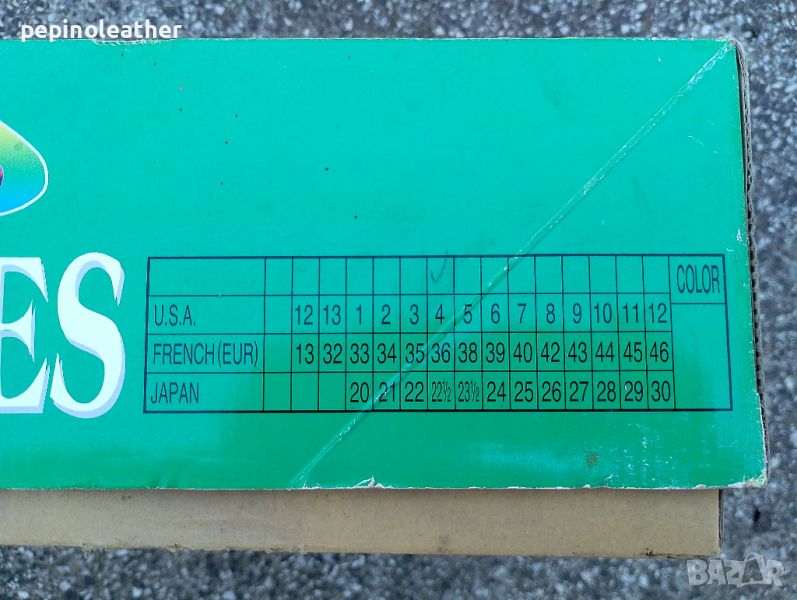 pepinoleather
ES
COLOR
U.S.A. 12 13 1 2 3 4 5 6 7 8 9 10 11 12
FRENCH(EUR) 13 32 33 34 35 36 38 39 40 42 43 44 45 46
JAPAN 20 21 22 22½ 23½ 24 25 26 27 28 29 30
BAZAR